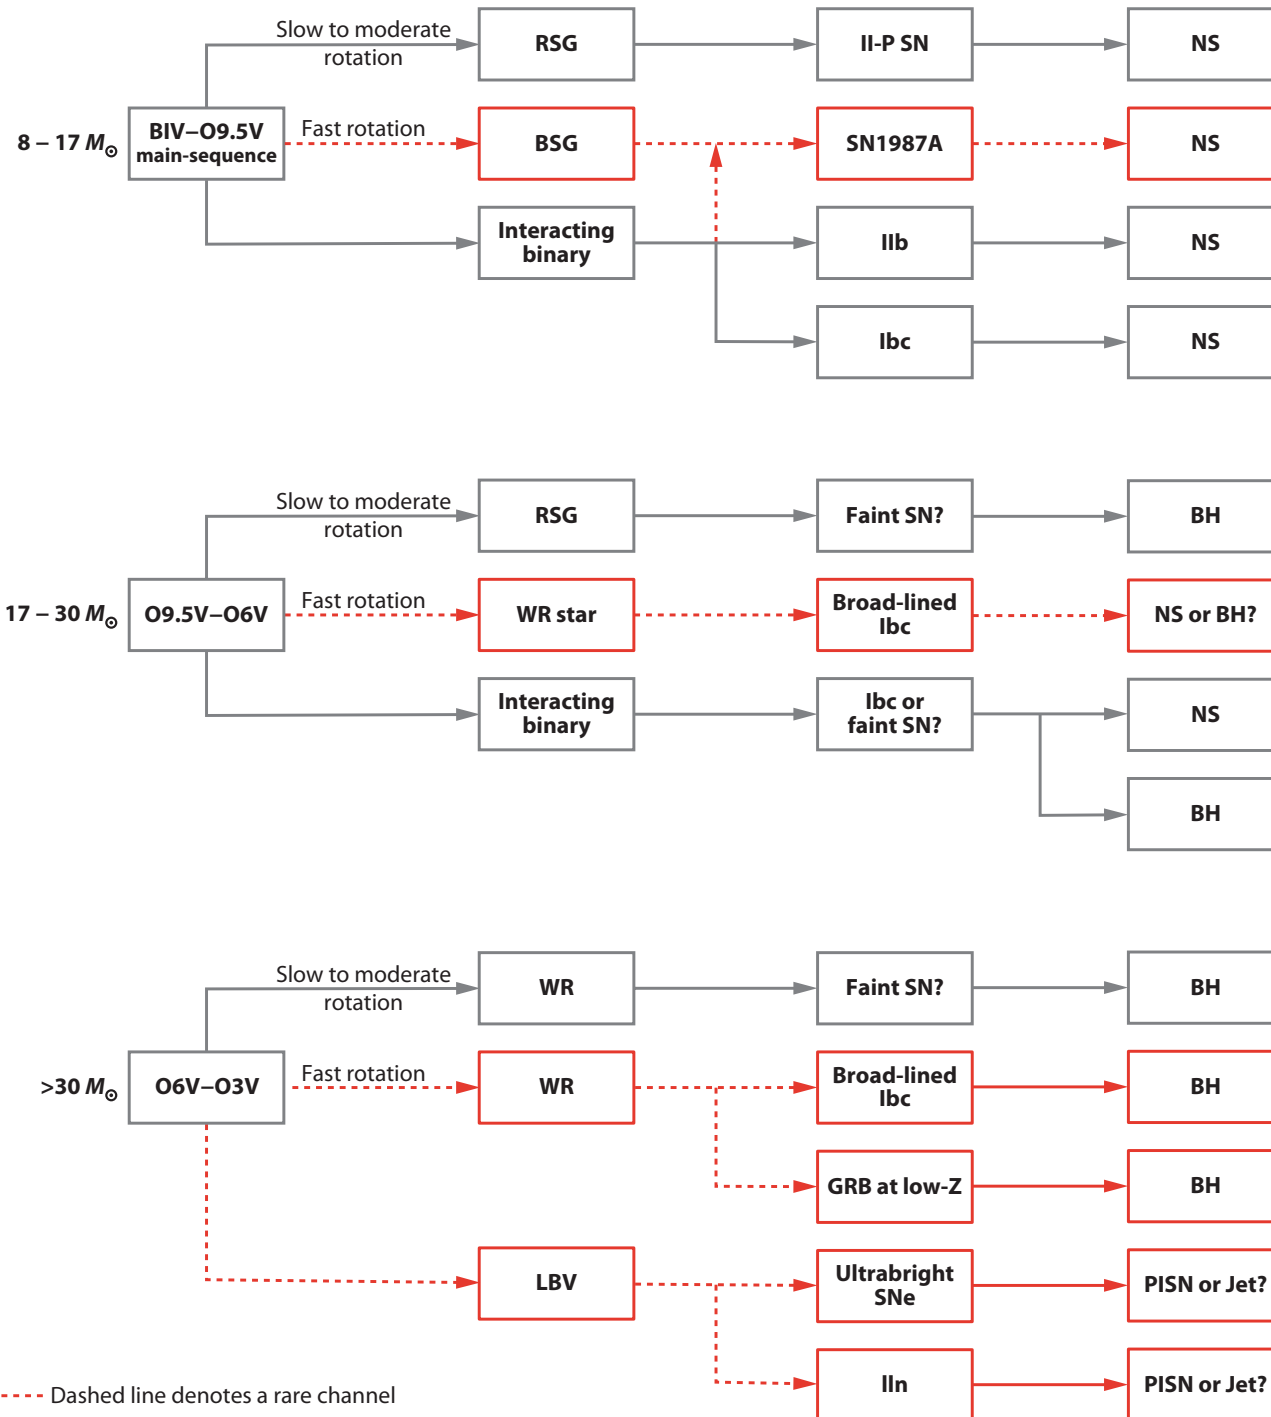 Slow to moderate
rotation
RSG
II-P SN
NS
8 – 17 M⊙
BIV–O9.5V
main-sequence
Fast rotation
BSG
SN1987A
NS
Interacting
binary
IIb
NS
Ibc
NS
Slow to moderate
rotation
RSG
Faint SN?
BH
17 – 30 M⊙
O9.5V–O6V
Fast rotation
WR star
Broad-lined
Ibc
NS or BH?
Interacting
binary
Ibc or
faint SN?
NS
BH
Slow to moderate
rotation
WR
Faint SN?
BH
>30 M⊙
O6V–O3V
Fast rotation
WR
Broad-lined
Ibc
BH
GRB at low-Z
BH
LBV
Ultrabright
SNe
PISN or Jet?
IIn
PISN or Jet?
Dashed line denotes a rare channel